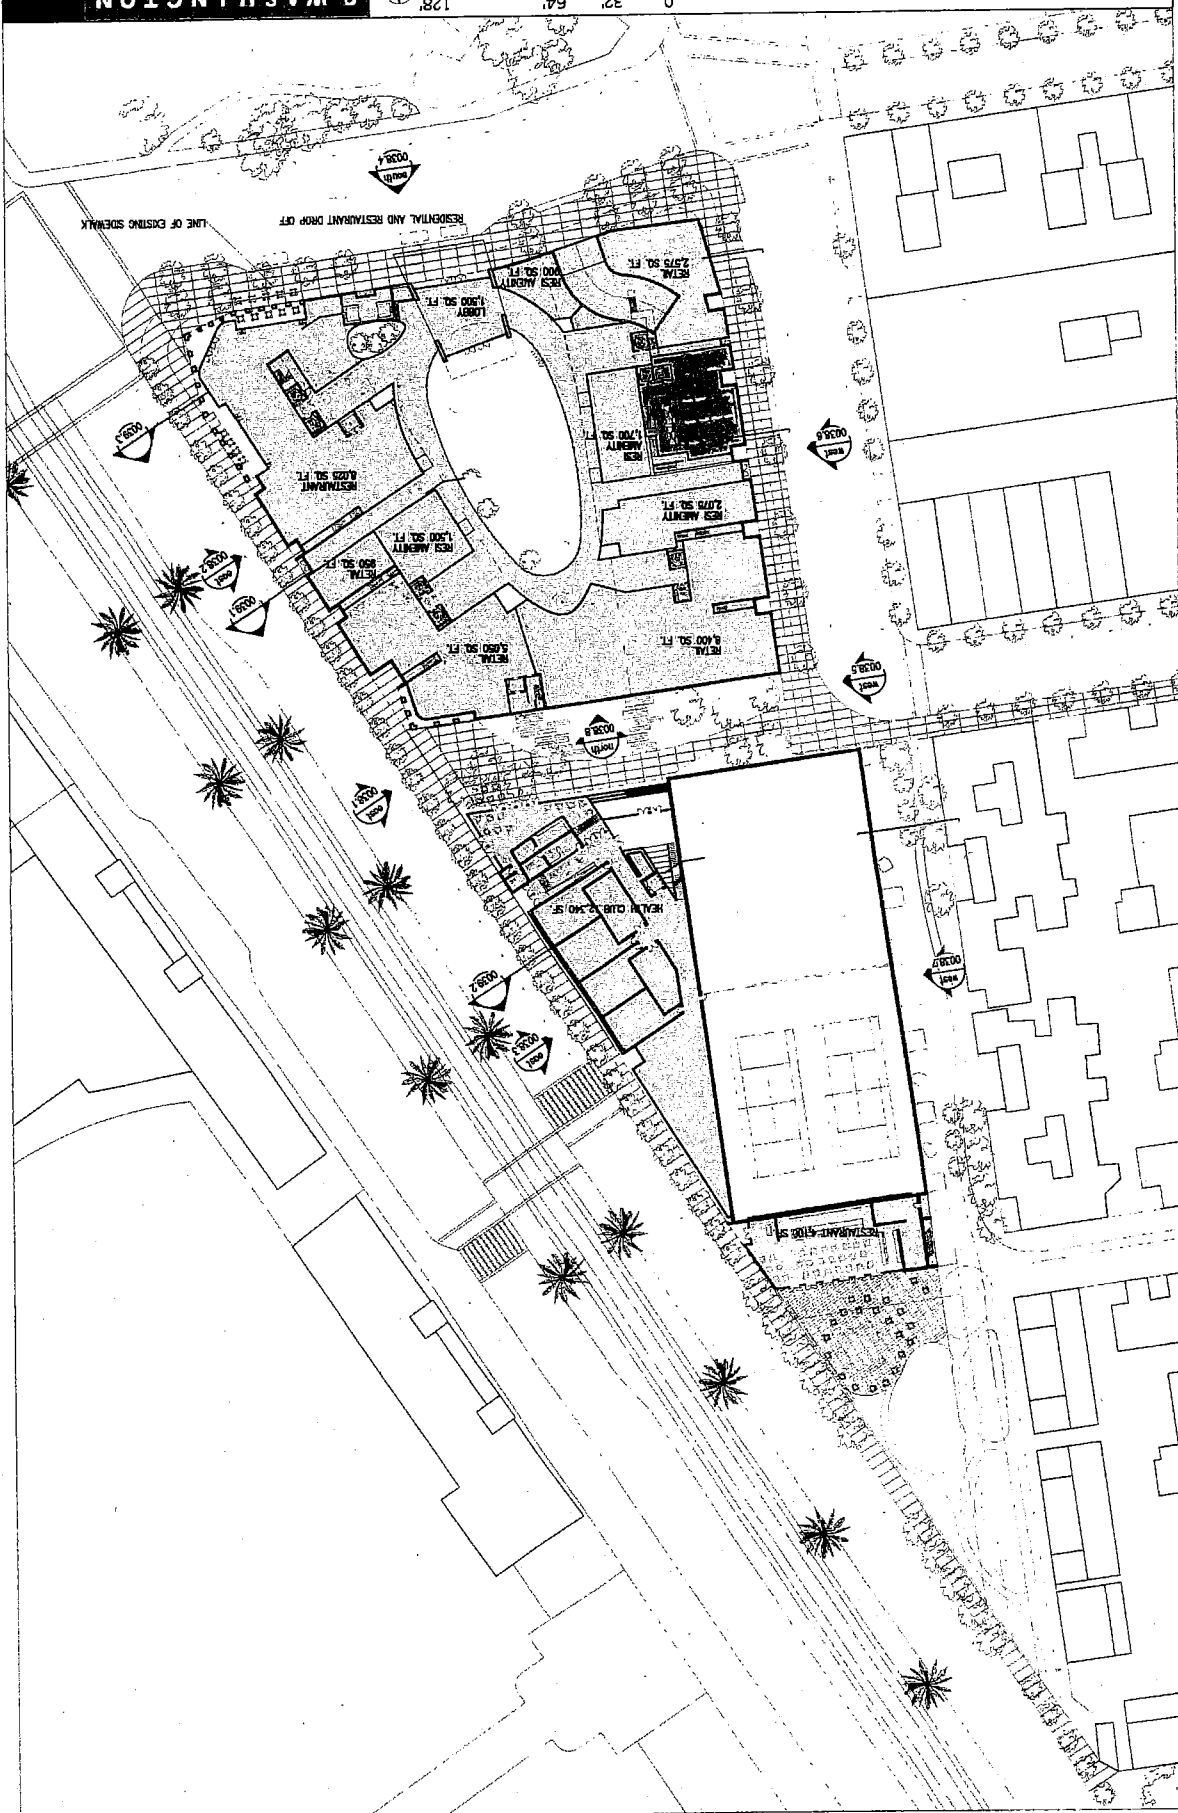 RESTAURANT 4,100 SF
east
0038.3
0039.2
west
0038.7
HEALTH CLUB 12,340 SF
east
0038.1
north
0038.8
west
0038.5
RETAIL
5,050 SQ. FT.
RETAIL
8,400 SQ. FT.
0039.1
east
0038.2
RETAIL
950 SQ. FT.
RESI AMENITY
1,500 SQ. FT.
RESI AMENITY
2,075 SQ. FT.
RESTAURANT
8,025 SQ. FT.
0039.3
west
0038.6
RESI
AMENITY
1,700 SQ. FT.
LOBBY
1,500 SQ. FT.
RESI AMENITY
900 SQ. FT.
RETAIL
2,575 SQ. FT.
RESIDENTIAL AND RESTAURANT DROP OFF
LINE OF EXISTING SIDEWALK
south
0038.4
0 32' 64' 128'
8 WASHINGTON